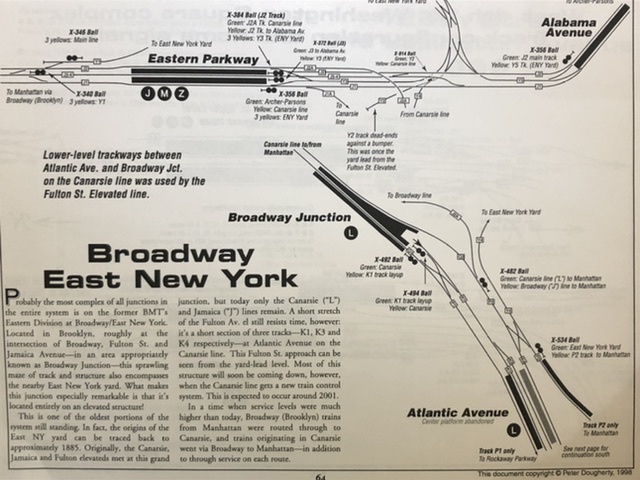 To East New York Yard
To Archer-Persons
X-384 Ball (J2 Track)
Green: J2A Tk. Canarsie line
Yellow: J2 Tk. to Alabama Av.
3 Yellows: Y3 Tk. (ENY Yard)
Alabama
Avenue
X-346 Ball
3 Yellows: Main line
To East New York Yard
X-372 Ball (J3)
Green: J3 to Alabama Av.
Yellow: Y3 (ENY Yard)
X-914 Ball
Green: Y2
Yellow: Canarsie line
X-356 Ball
Green: J2 main track
Yellow: Y5 Tk. (ENY)
Eastern Parkway
J M Z
To Manhattan via
Broadway (Brooklyn)
X-340 Ball
3 yellows: Y1
X-356 Ball
Green: Archer-Parsons
Yellow: Canarsie line
3 yellows: ENY Yard
To
Canarsie
line
From Canarsie line
Y2 track dead-ends
against a bumper.
This was once the
yard lead from the
Fulton St. Elevated.
Canarsie line to/from
Manhattan
Lower-level trackways between
Atlantic Ave. and Broadway Jct.
on the Canarsie line was used by the
Fulton St. Elevated line.
To Broadway line
To East New York Yard
Broadway Junction
L
X-492 Ball
Green: Canarsie
Yellow: K1 track layup
X-494 Ball
Green: K1 track layup
Yellow: Canarsie
X-482 Ball
Green: Canarsie line ("L") to Manhattan
Yellow: Broadway ("J") line to Manhattan
Broadway
East New York
X-534 Ball
Green: East New York Yard
Yellow: P2 track to Manhattan
Probably the most complex of all junctions in
the entire system is on the former BMT's
Eastern Division at Broadway/East New York.
Located in Brooklyn, roughly at the
intersection of Broadway, Fulton St. and
Jamaica Avenue—in an area appropriately
known as Broadway Junction—this sprawling
maze of track and structure also encompasses
the nearby East New York yard. What makes
this junction especially remarkable is that it's
located entirely on an elevated structure!
This is one of the oldest portions of the
system still standing. In fact, the origins of the
East NY yard can be traced back to
approximately 1885. Originally, the Canarsie,
Jamaica and Fulton elevateds met at this grand
junction, but today only the Canarsie ("L")
and Jamaica ("J") lines remain. A short stretch
of the Fulton Av. el still resists time, however:
it's a short section of three tracks—K1, K3 and
K4 respectively—at Atlantic Avenue on the
Canarsie line. This Fulton St. approach can be
seen from the yard-lead level. Most of this
structure will soon be coming down, however,
when the Canarsie line gets a new train control
system. This is expected to occur around 2001.
In a time when service levels were much
higher than today, Broadway (Brooklyn) trains
from Manhattan were routed through to
Canarsie, and trains originating in Canarsie
went via Broadway to Manhattan—in addition
to through service on each route.
Atlantic Avenue
Center platform abandoned
L
Track P2 only
To Manhattan
Track P1 only
To Rockaway Parkway
See next page for
continuation south
64
This document copyright © Peter Dougherty, 1998